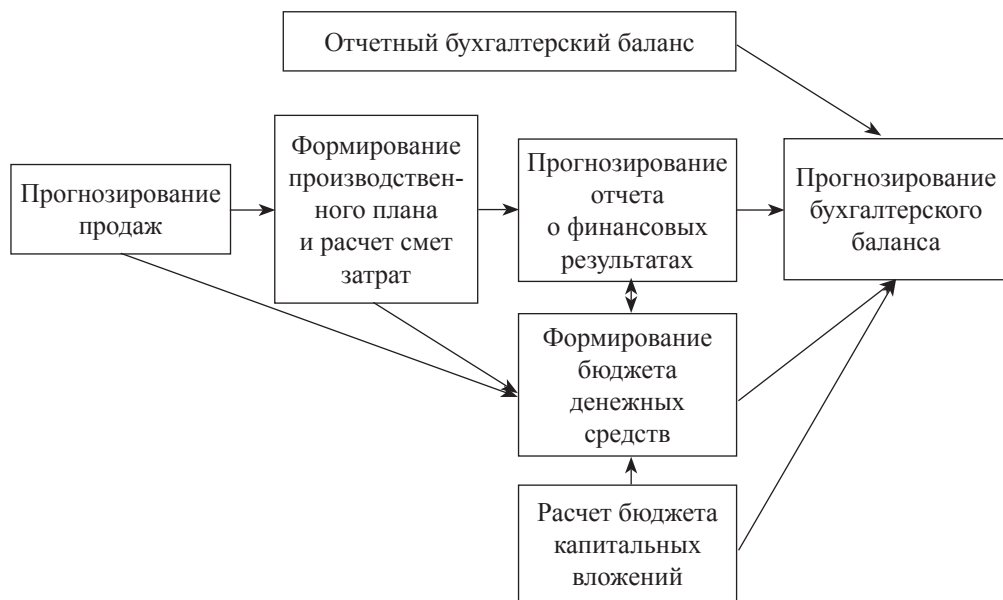 Отчетный бухгалтерский баланс
Прогнозирование
продаж
Формирование
производствен-
ного плана
и расчет смет
затрат
Прогнозирование
отчета
о финансовых
результатах
Прогнозирование
бухгалтерского
баланса
Формирование
бюджета
денежных
средств
Расчет бюджета
капитальных
вложений